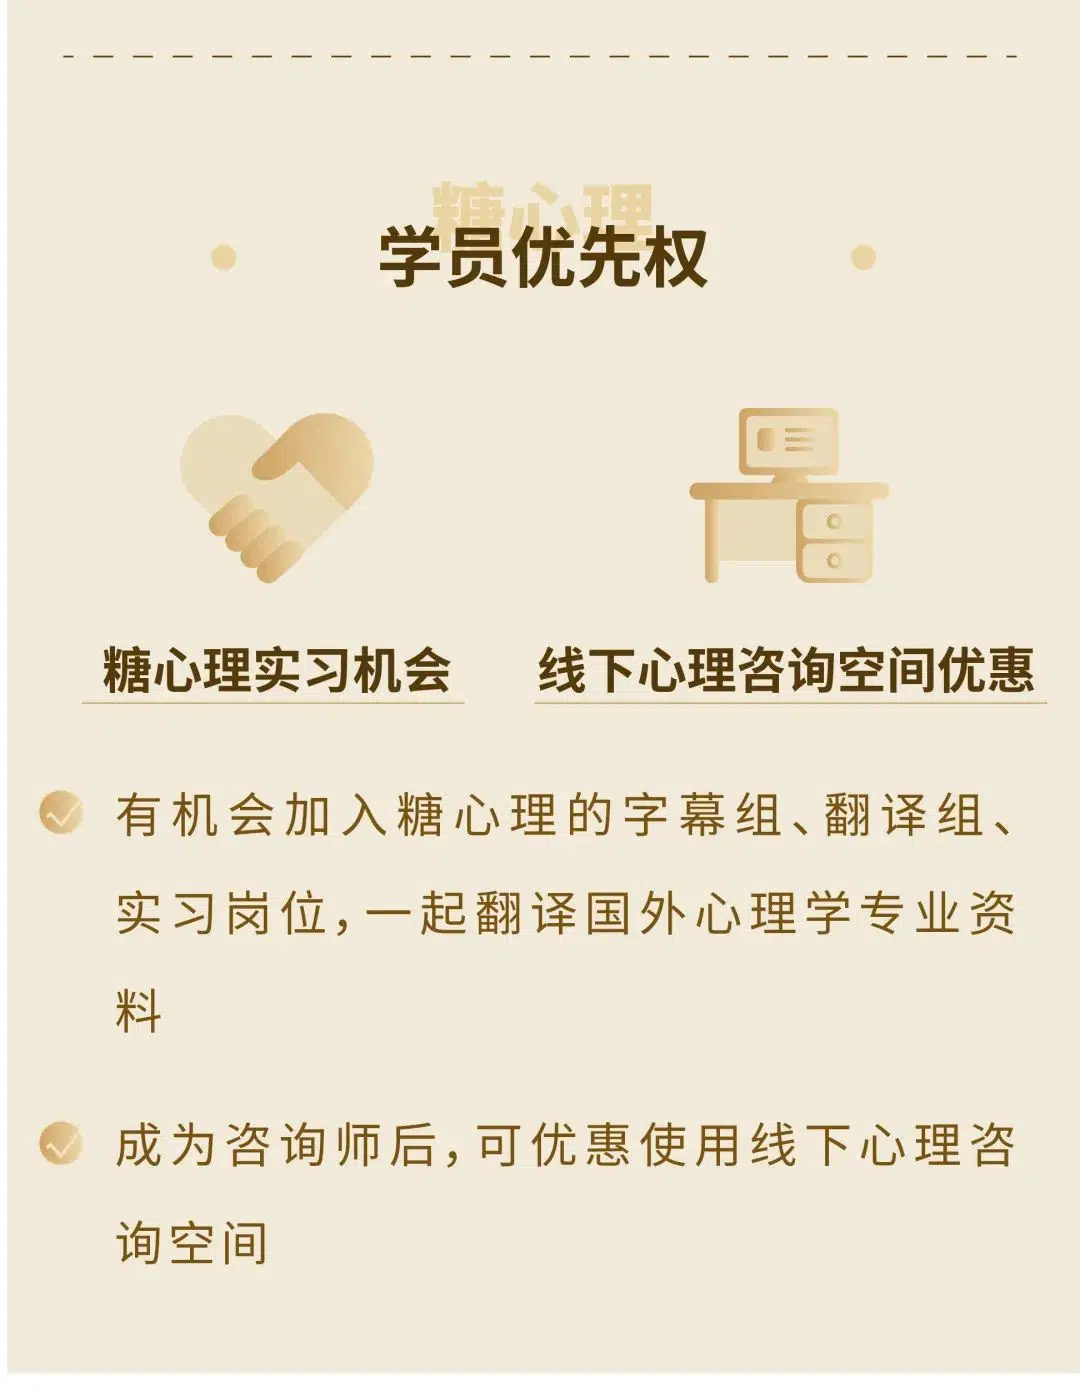 糖心理
学员优先权
糖心理实习机会
线下心理咨询空间优惠
有机会加入糖心理的字幕组、翻译组、
实习岗位，一起翻译国外心理学专业资
料
成为咨询师后，可优惠使用线下心理咨
询空间